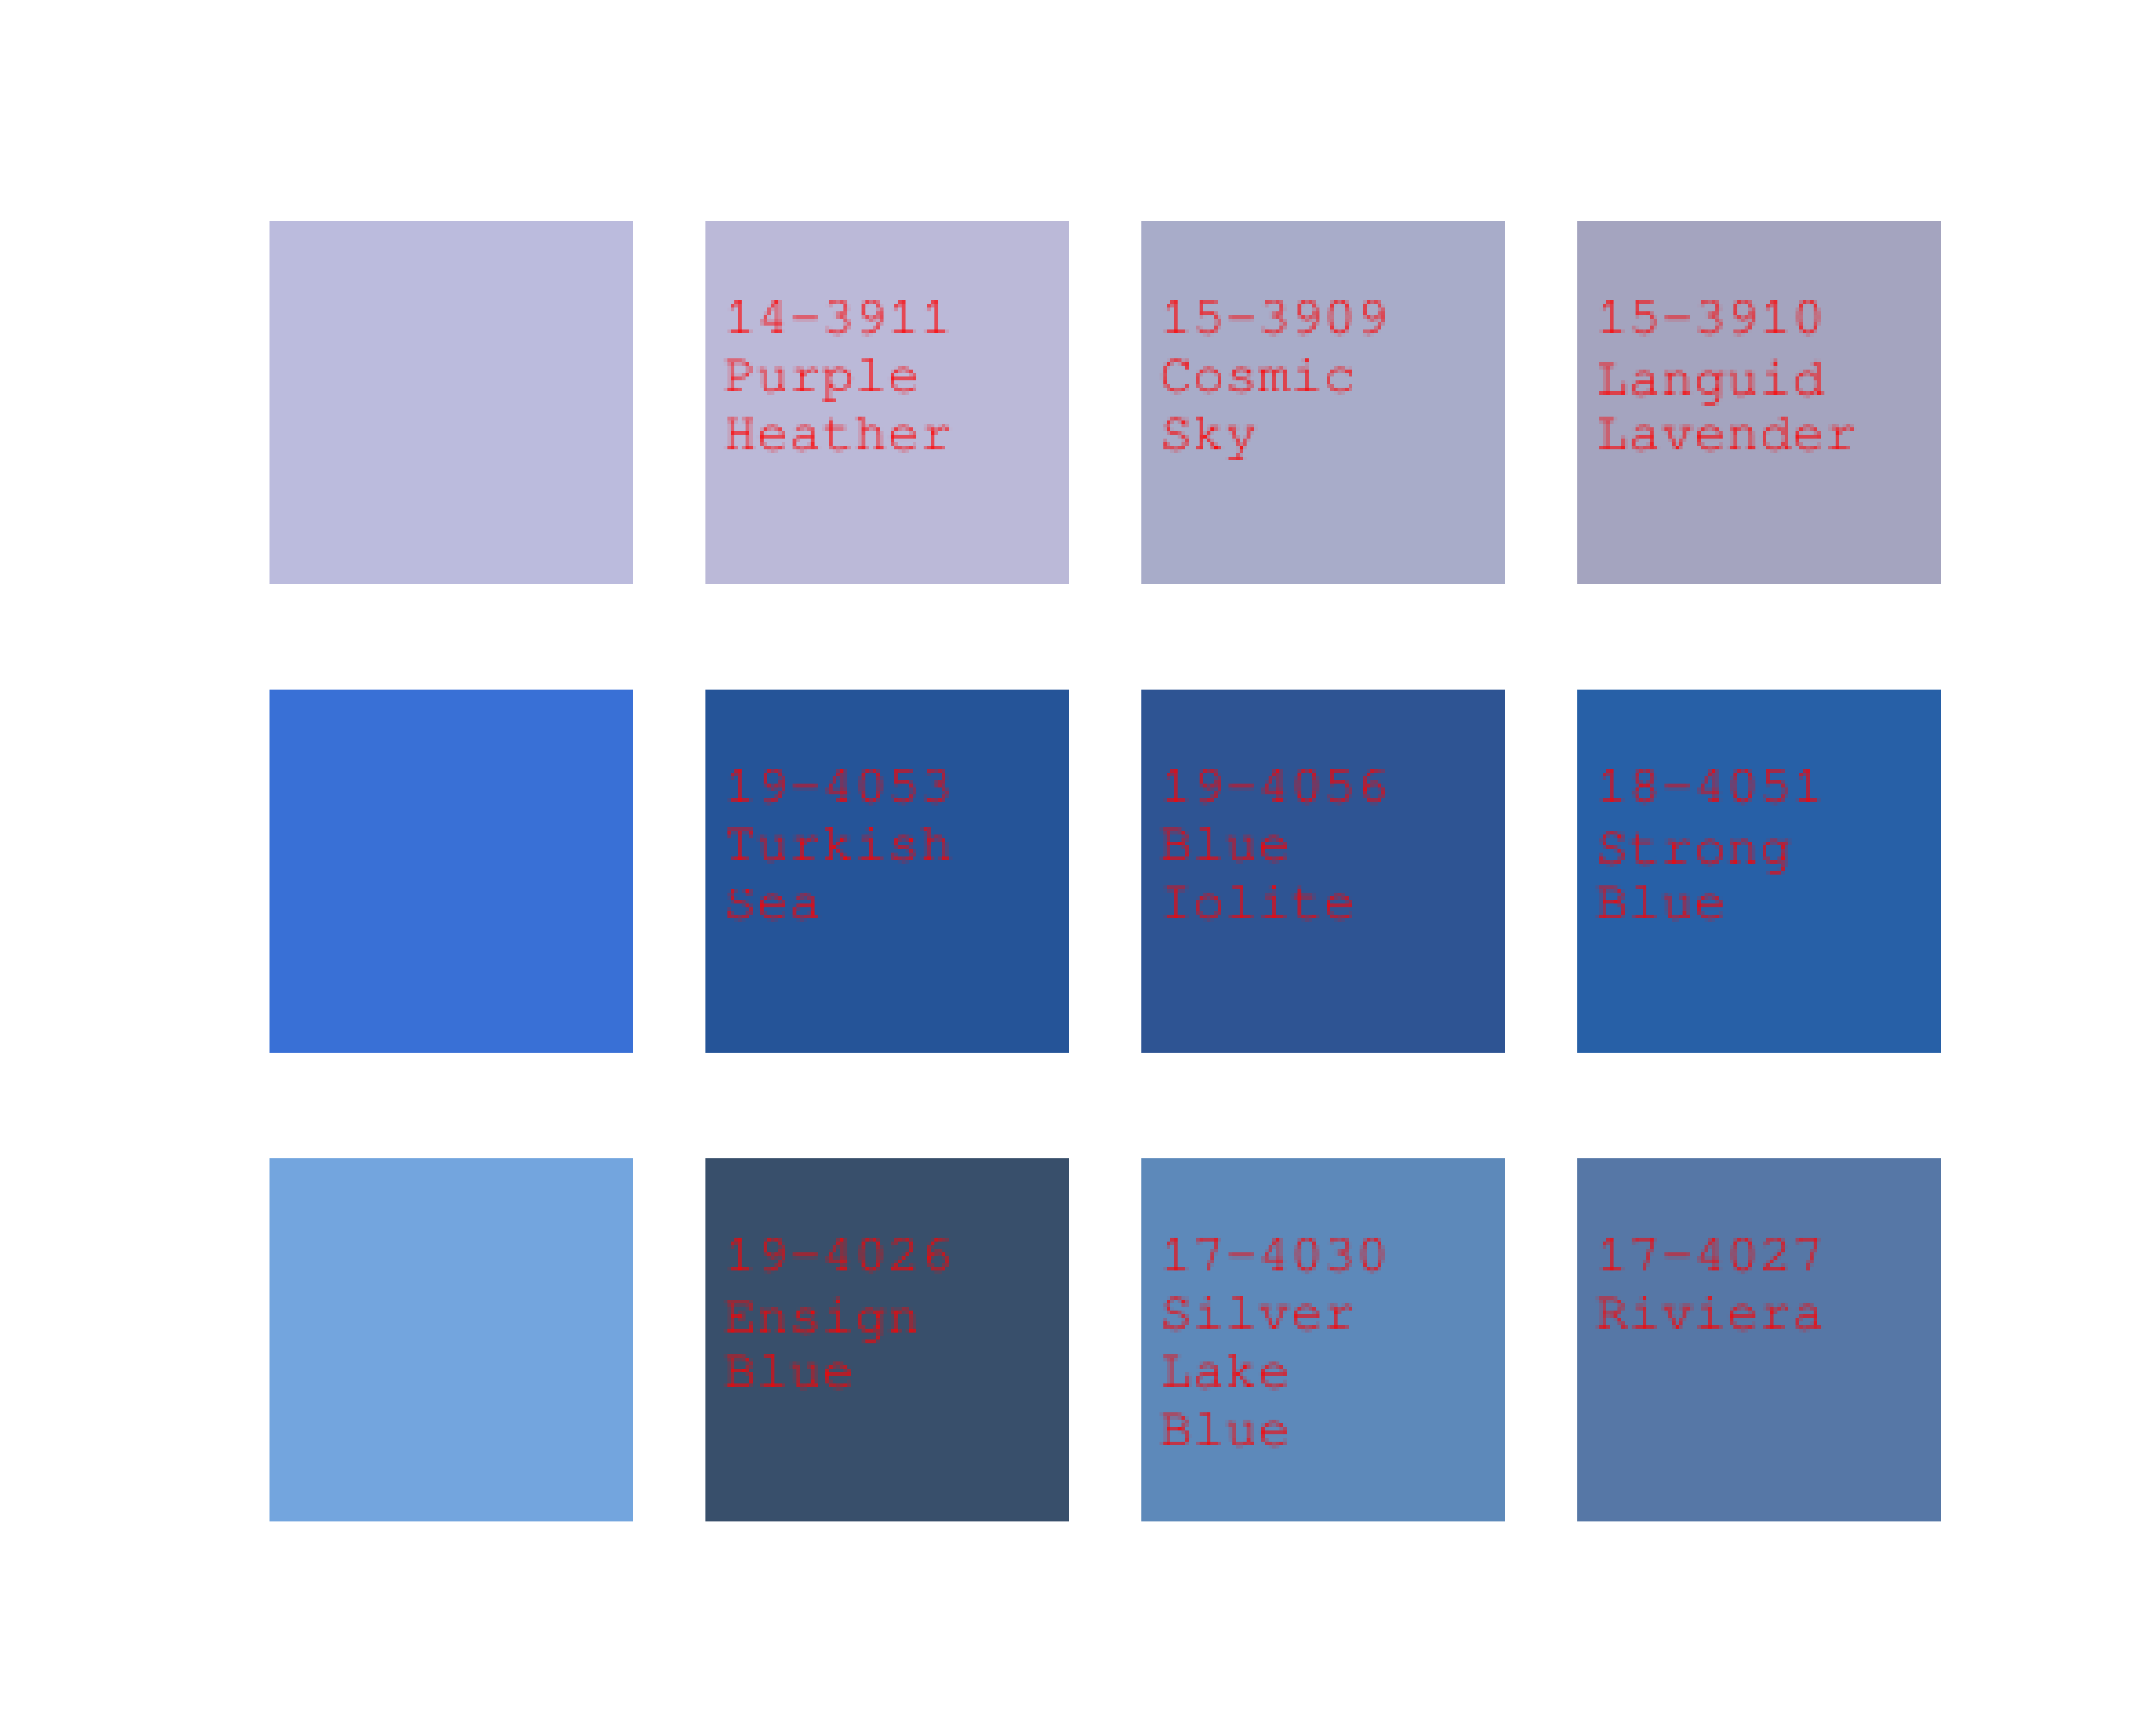 14-3911
Purple
Heather
15-3909
Cosmic
Sky
15-3910
Languid
Lavender
19-4053
Turkish
Sea
19-4056
Blue
Iolite
18-4051
Strong
Blue
19-4026
Ensign
Blue
17-4030
Silver
Lake
Blue
17-4027
Riviera